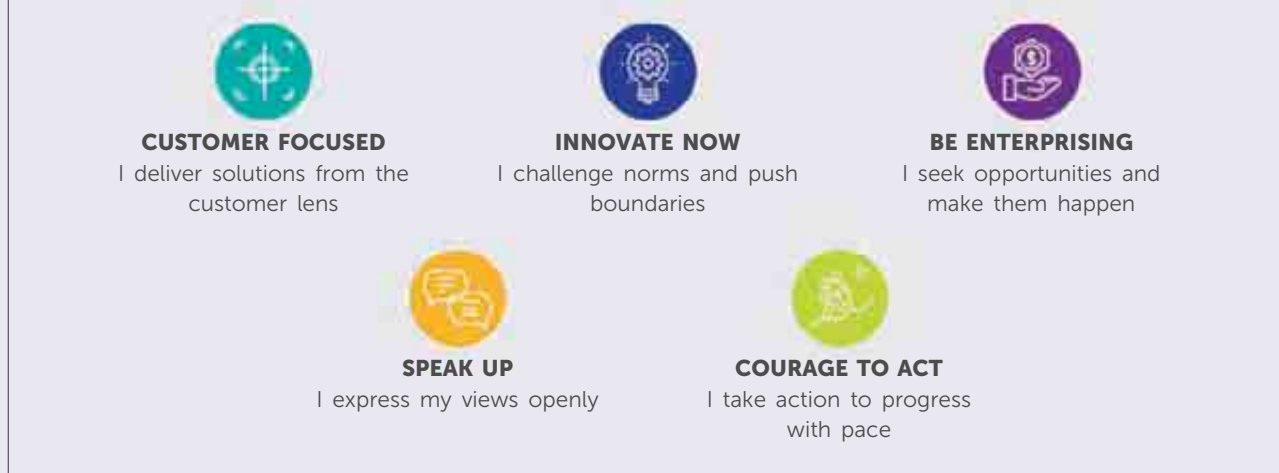 CUSTOMER FOCUSED
I deliver solutions from the
customer lens
INNOVATE NOW
I challenge norms and push
boundaries
BE ENTERPRISING
I seek opportunities and
make them happen
SPEAK UP
I express my views openly
COURAGE TO ACT
I take action to progress
with pace